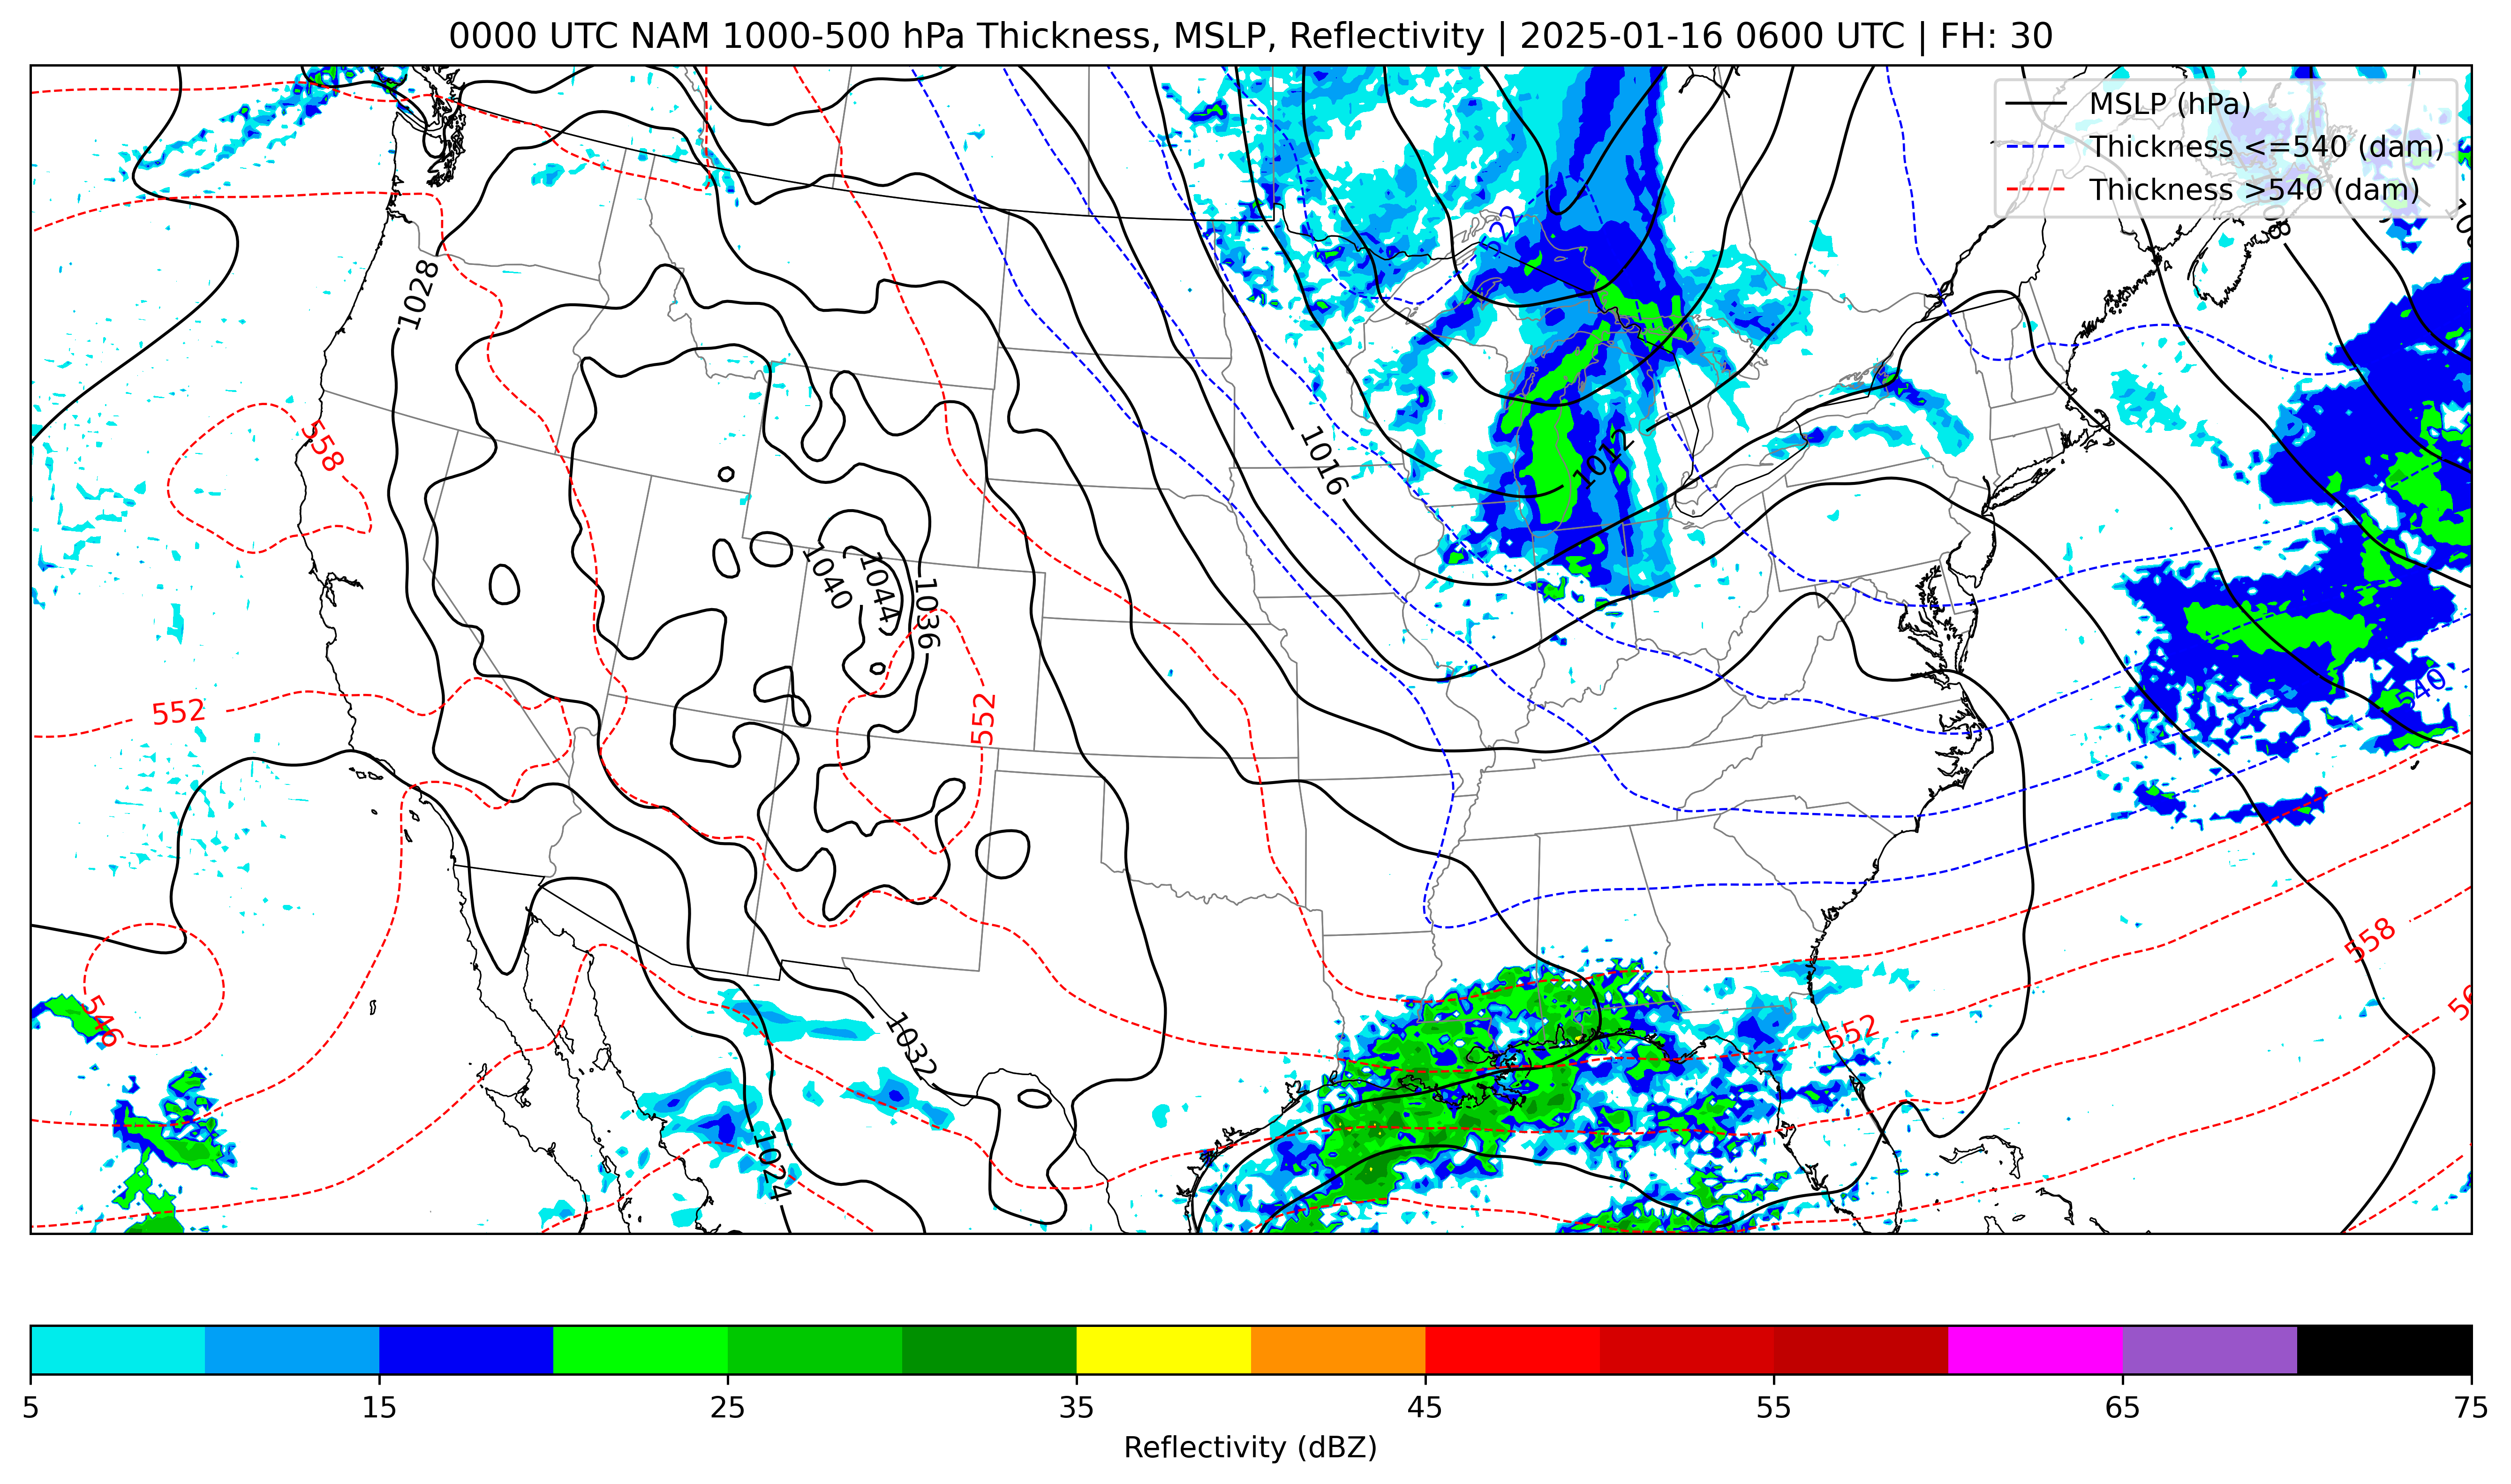 0000 UTC NAM 1000-500 hPa Thickness, MSLP, Reflectivity | 2025-01-16 0600 UTC | FH: 30
MSLP (hPa)
Thickness <=540 (dam)
Thickness >540 (dam)
522
1028
558
1012
1016
1040
1044
1036
552
552
540
558
546
552
1032
1024
5 15 25 35 45 55 65 75
Reflectivity (dBZ)